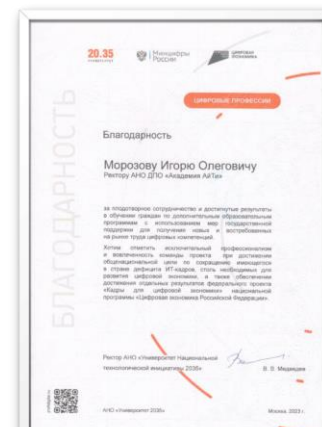 20.35
УНИВЕРСИТЕТ
Минцифры
России
ЦИФРОВАЯ
ЭКОНОМИКА
ЦИФРОВЫЕ ПРОФЕССИИ
БЛАГОДАРНОСТЬ
Благодарность
Морозову Игорю Олеговичу
Ректору АНО ДПО «Академия АйТи»
за плодотворное сотрудничество и достигнутые результаты
в обучении граждан по дополнительным образовательным
программам с использованием мер государственной
поддержки для получения новых и востребованных
на рынке труда цифровых компетенций.
Хотим отметить исключительный профессионализм
и вовлеченность команды проекта при достижении
общенациональной цели по сокращению имеющегося
в стране дефицита ИТ-кадров, столь необходимых для
развития цифровой экономики, а также обеспечении
достижения отдельных результатов федерального проекта
«Кадры для цифровой экономики» национальной
программы «Цифровая экономика Российской Федерации».
Ректор АНО «Университет Национальной
технологической инициативы 2035»
В. В. Медведев
АНО «Университет 2035»
Москва, 2023 г.